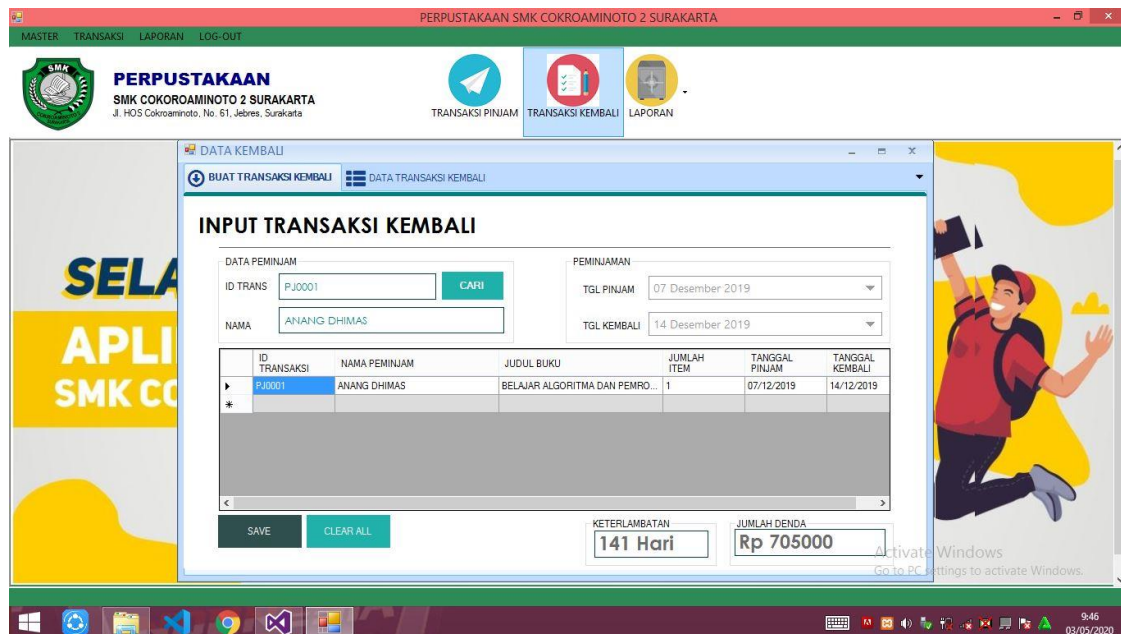 PERPUSTAKAAN SMK COKROAMINOTO 2 SURAKARTA
MASTER TRANSAKSI LAPORAN LOG-OUT
SMK
PERPUSTAKAAN
SMK COKOROAMINOTO 2 SURAKARTA
Jl. HOS Cokroaminoto, No. 61, Jebres, Surakarta
TRANSAKSI PINJAM TRANSAKSI KEMBALI LAPORAN
DATA KEMBALI
BUAT TRANSAKSI KEMBALI DATA TRANSAKSI KEMBALI
INPUT TRANSAKSI KEMBALI
DATA PEMINJAM
ID TRANS PJ0001 CARI
NAMA ANANG DHIMAS
PEMINJAMAN
TGL PINJAM 07 Desember 2019
TGL KEMBALI 14 Desember 2019
ID TRANSAKSI NAMA PEMINJAM JUDUL BUKU JUMLAH ITEM TANGGAL PINJAM TANGGAL KEMBALI
PJ0001 ANANG DHIMAS BELAJAR ALGORITMA DAN PEMRO... 1 07/12/2019 14/12/2019
SAVE CLEAR ALL
KETERLAMBATAN
141 Hari
JUMLAH DENDA
Rp 705000
SELA
APLI
SMK CO
Activate Windows
Go to PC settings to activate Windows.
9:46
03/05/2020